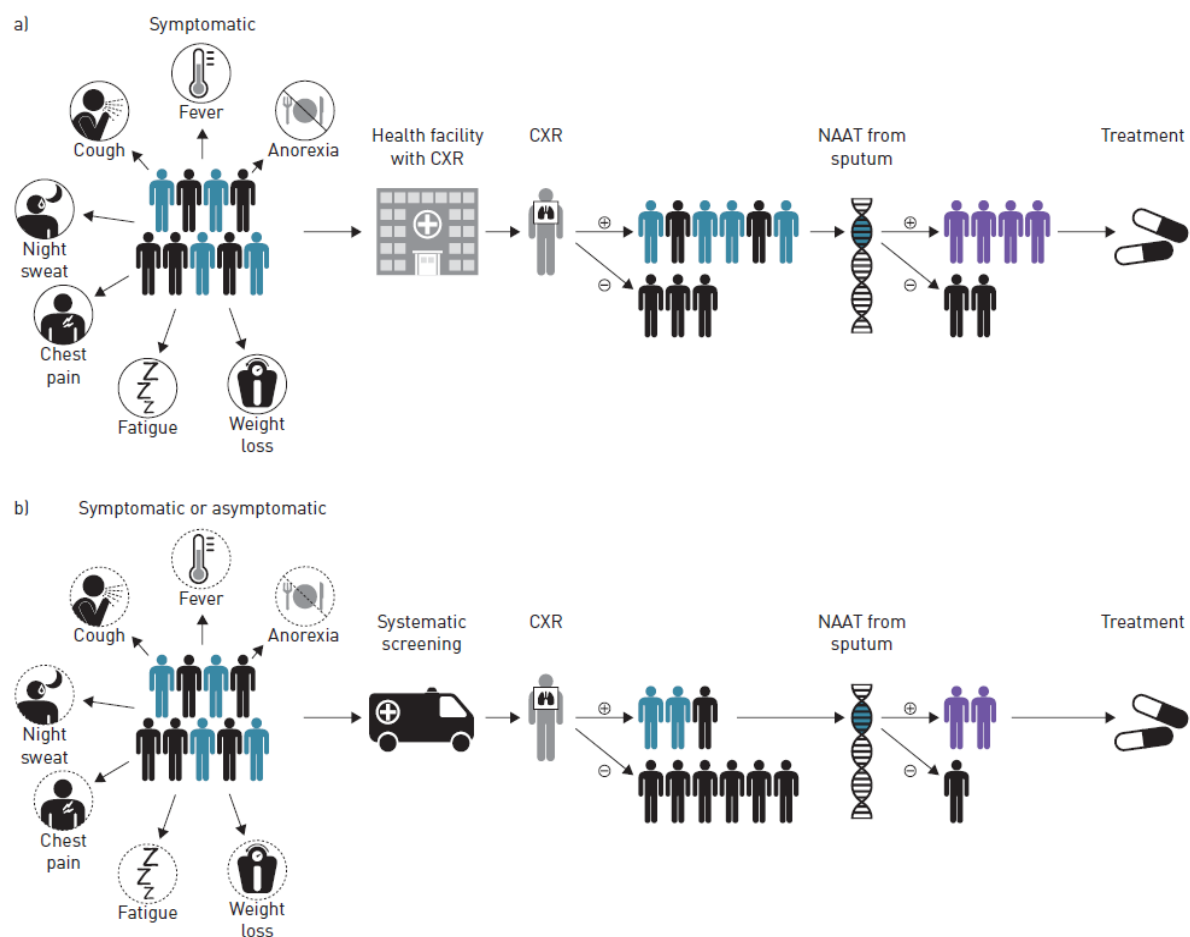 a)
Symptomatic
Fever
Cough
Anorexia
Night
sweat
Chest
pain
Fatigue
Weight
loss
Health facility
with CXR
CXR
⊕
⊖
NAAT from
sputum
⊕
⊖
Treatment
Z
Z
Z
b)
Symptomatic or asymptomatic
Fever
Cough
Anorexia
Night
sweat
Chest
pain
Fatigue
Weight
loss
Systematic
screening
CXR
⊕
⊖
NAAT from
sputum
⊕
⊖
Treatment
Z
Z
Z